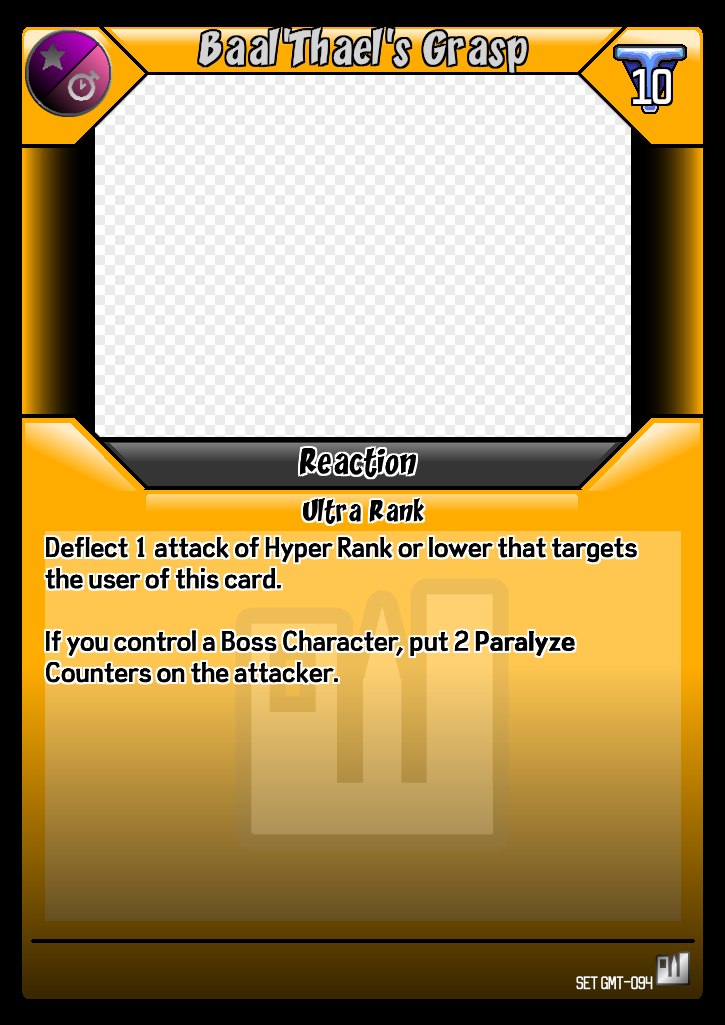 Baal'Thael's Grasp
10
Reaction
Ultra Rank
Deflect 1 attack of Hyper Rank or lower that targets
the user of this card.
If you control a Boss Character, put 2 Paralyze
Counters on the attacker.
SET GMT-094